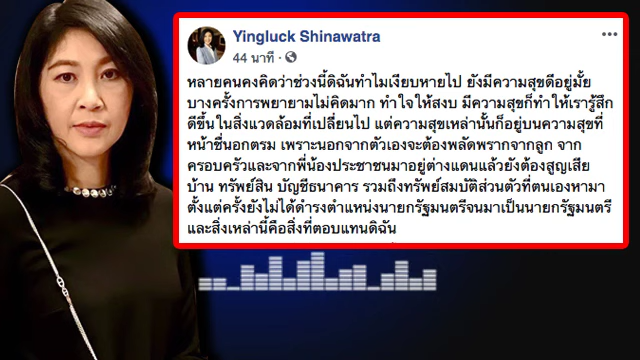 Yingluck Shinawatra
44 นาที ·
หลายคนคงคิดว่าช่วงนี้ดิฉันทำไมเงียบหายไป ยังมีความสุขดีอยู่มั้ย
บางครั้งการพยายามไม่คิดมาก ทำใจให้สงบ มีความสุขก็ทำให้เรารู้สึก
ดีขึ้นในสิ่งแวดล้อมที่เปลี่ยนไป แต่ความสุขเหล่านั้นก็อยู่บนความสุขที่
หน้าชื่นอกตรม เพราะนอกจากตัวเองจะต้องพลัดพรากจากลูก จาก
ครอบครัวและจากพี่น้องประชาชนมาอยู่ต่างแดนแล้วยังต้องสูญเสีย
บ้าน ทรัพย์สิน บัญชีธนาคาร รวมถึงทรัพย์สมบัติส่วนตัวที่ตนเองหามา
ตั้งแต่ครั้งยังไม่ได้ดำรงตำแหน่งนายกรัฐมนตรีจนมาเป็นนายกรัฐมนตรี
และสิ่งเหล่านี้คือสิ่งที่ตอบแทนดิฉัน